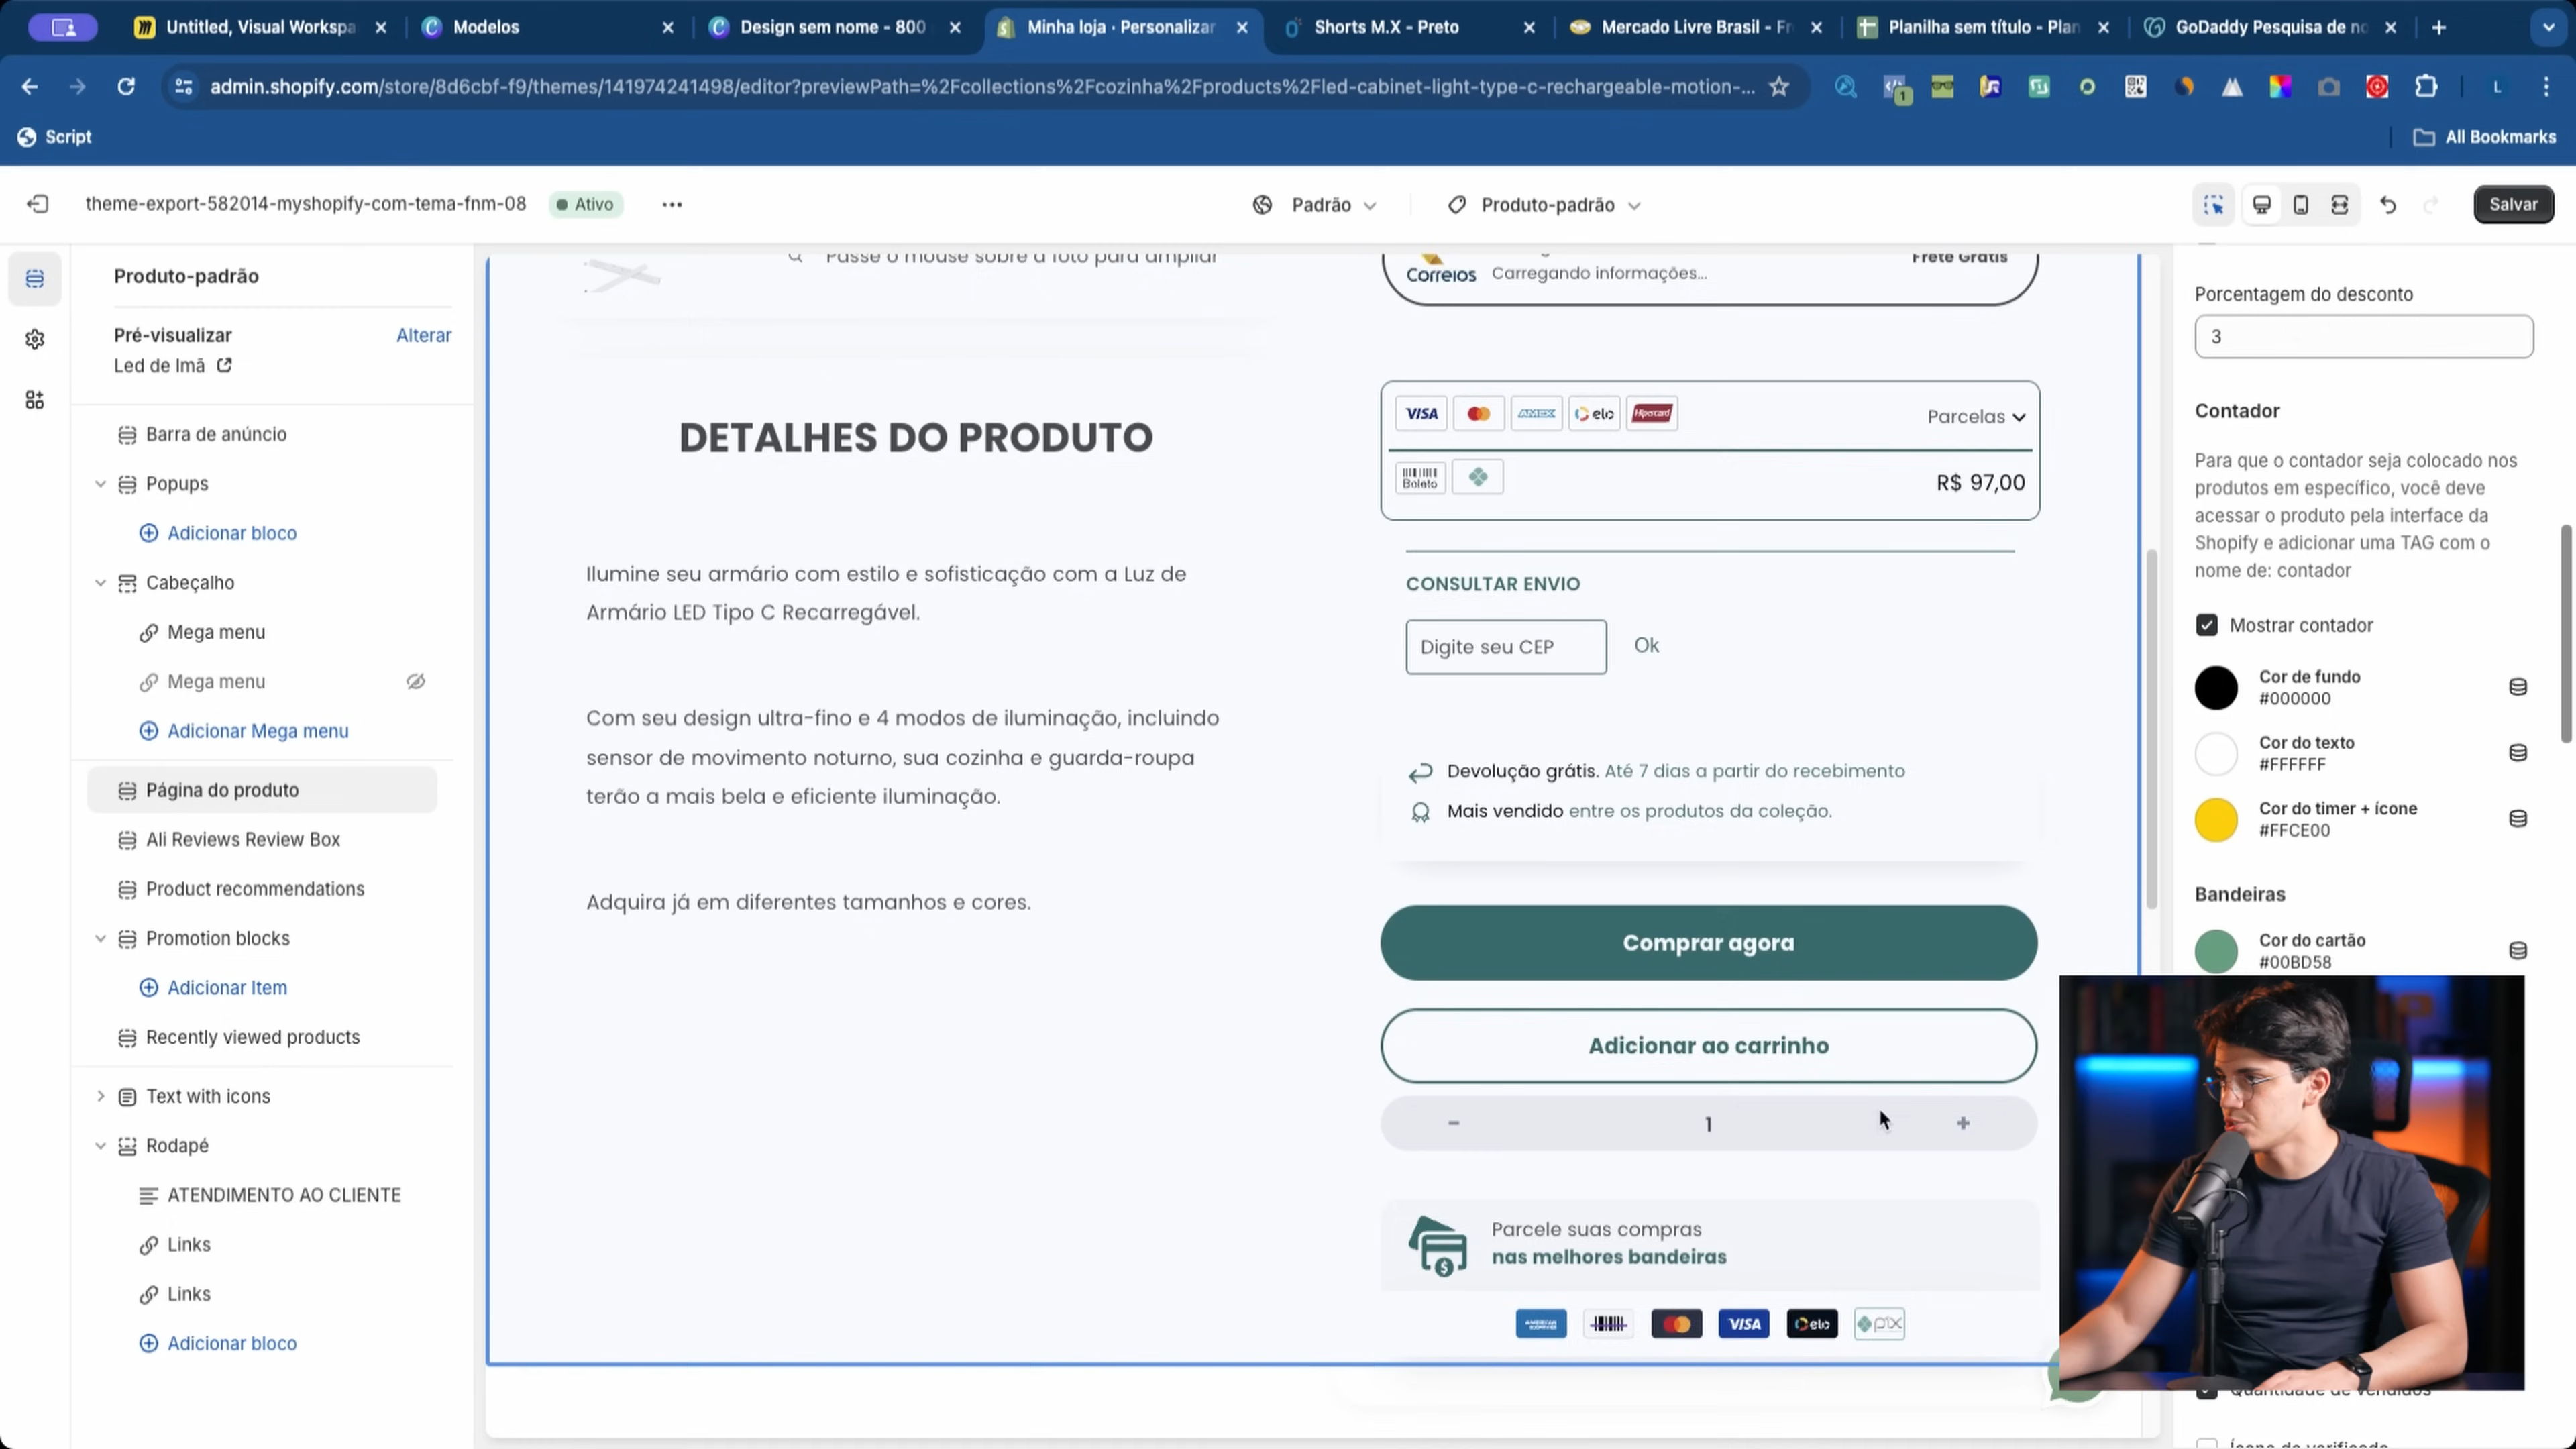 Untitled, Visual Workspa
Modelos
Design sem nome - 800
Minha loja · Personalizar
Shorts M.X - Preto
Mercado Livre Brasil - Fr
Planilha sem título - Plan
GoDaddy Pesquisa de no
admin.shopify.com/store/8d6cbf-f9/themes/141974241498/editor?previewPath=%2Fcollections%2Fcozinha%2Fproducts%2Fled-cabinet-light-type-c-rechargeable-motion-...
1
L
Script
All Bookmarks
theme-export-582014-myshopify-com-tema-fnm-08
Ativo
Padrão
Produto-padrão
Salvar
Produto-padrão
Pré-visualizar
Alterar
Led de Imã
Barra de anúncio
Popups
Adicionar bloco
Cabeçalho
Mega menu
Mega menu
Adicionar Mega menu
Página do produto
Ali Reviews Review Box
Product recommendations
Promotion blocks
Adicionar Item
Recently viewed products
Text with icons
Rodapé
ATENDIMENTO AO CLIENTE
Links
Links
Adicionar bloco
Passe o mouse sobre a foto para ampliar
DETALHES DO PRODUTO
Ilumine seu armário com estilo e sofisticação com a Luz de
Armário LED Tipo C Recarregável.
Com seu design ultra-fino e 4 modos de iluminação, incluindo
sensor de movimento noturno, sua cozinha e guarda-roupa
terão a mais bela e eficiente iluminação.
Adquira já em diferentes tamanhos e cores.
Correios
Carregando informações...
Frete Grátis
VISA
AMEX
elo
Hipercard
Parcelas
Boleto
R$ 97,00
CONSULTAR ENVIO
Digite seu CEP
Ok
Devolução grátis. Até 7 dias a partir do recebimento
Mais vendido entre os produtos da coleção.
Comprar agora
Adicionar ao carrinho
-
1
+
Parcele suas compras
nas melhores bandeiras
AMERICAN EXPRESS
VISA
elo
pix
Porcentagem do desconto
3
Contador
Para que o contador seja colocado nos
produtos em específico, você deve
acessar o produto pela interface da
Shopify e adicionar uma TAG com o
nome de: contador
Mostrar contador
Cor de fundo
#000000
Cor do texto
#FFFFFF
Cor do timer + ícone
#FFCE00
Bandeiras
Cor do cartão
#00BD58
Quantidade de vendidos
Ícone de verificado